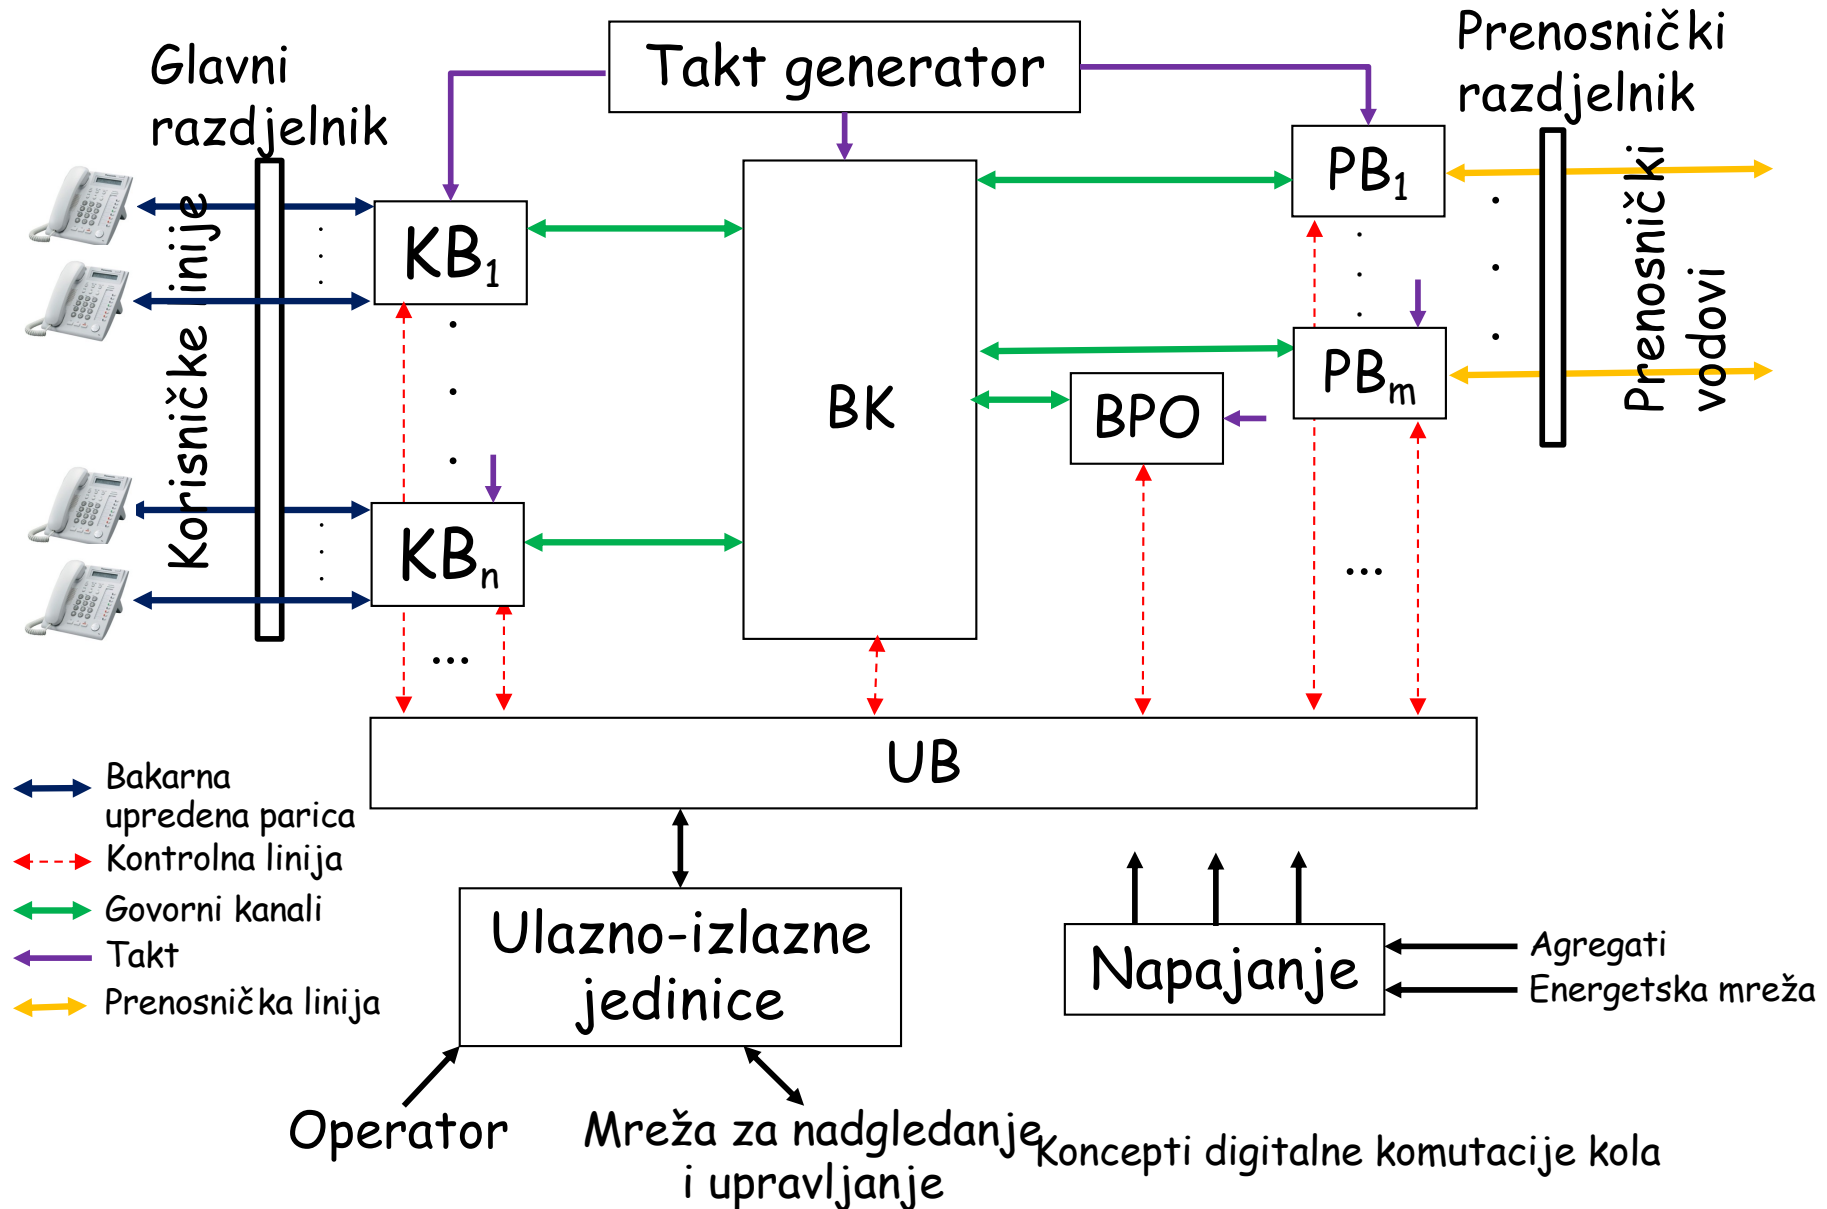 Glavni
razdjelnik
Takt generator
Prenosnički
razdjelnik
Korisničke linije
KB1
KBn
BK
PB1
PBm
BPO
Prenosnički
vodovi
...
...
UB
Bakarna
upredena parica
Kontrolna linija
Govorni kanali
Takt
Prenosnička linija
Ulazno-izlazne
jedinice
Napajanje
Agregati
Energetska mreža
Operator
Mreža za nadgledanje
i upravljanje
Koncepti digitalne komutacije kola